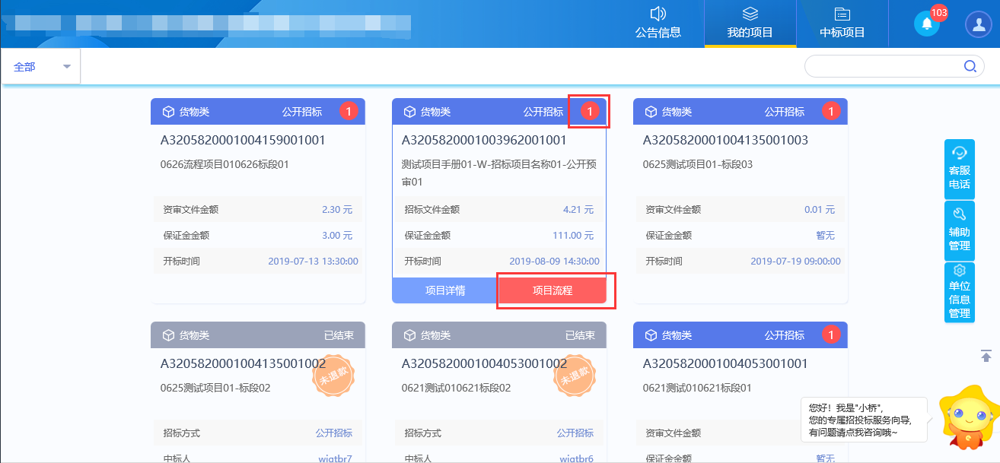 公告信息
我的项目
中标项目
103
全部
货物类 公开招标 1
A3205820001004159001001
0626流程项目010626标段01
资审文件金额 2.30 元
保证金金额 3.00 元
开标时间 2019-07-13 13:30:00
货物类 公开招标 1
A3205820001003962001001
测试项目手册01-W-招标项目名称01-公开预
审01
招标文件金额 4.21 元
保证金金额 111.00 元
开标时间 2019-08-09 14:30:00
项目详情 项目流程
货物类 公开招标 1
A3205820001004135001003
0625测试项目01-标段03
资审文件金额 0.01 元
保证金金额 暂无
开标时间 2019-07-19 09:00:00
货物类 已结束
A3205820001004135001002
未退款
0625测试项目01-标段02
招标方式 公开招标
中标人 wjgtbr7
货物类 已结束
A3205820001004053001002
未退款
0621测试010621标段02
招标方式 公开招标
中标人 wjgtbr6
货物类 公开招标 1
A3205820001004053001001
0621测试010621标段01
资审文件金额
保证金金额 暂无
客服
电话
辅助
管理
单位
信息
管理
您好！我是"小桥",
您的专属招投标服务向导,
有问题请点我咨询哦~